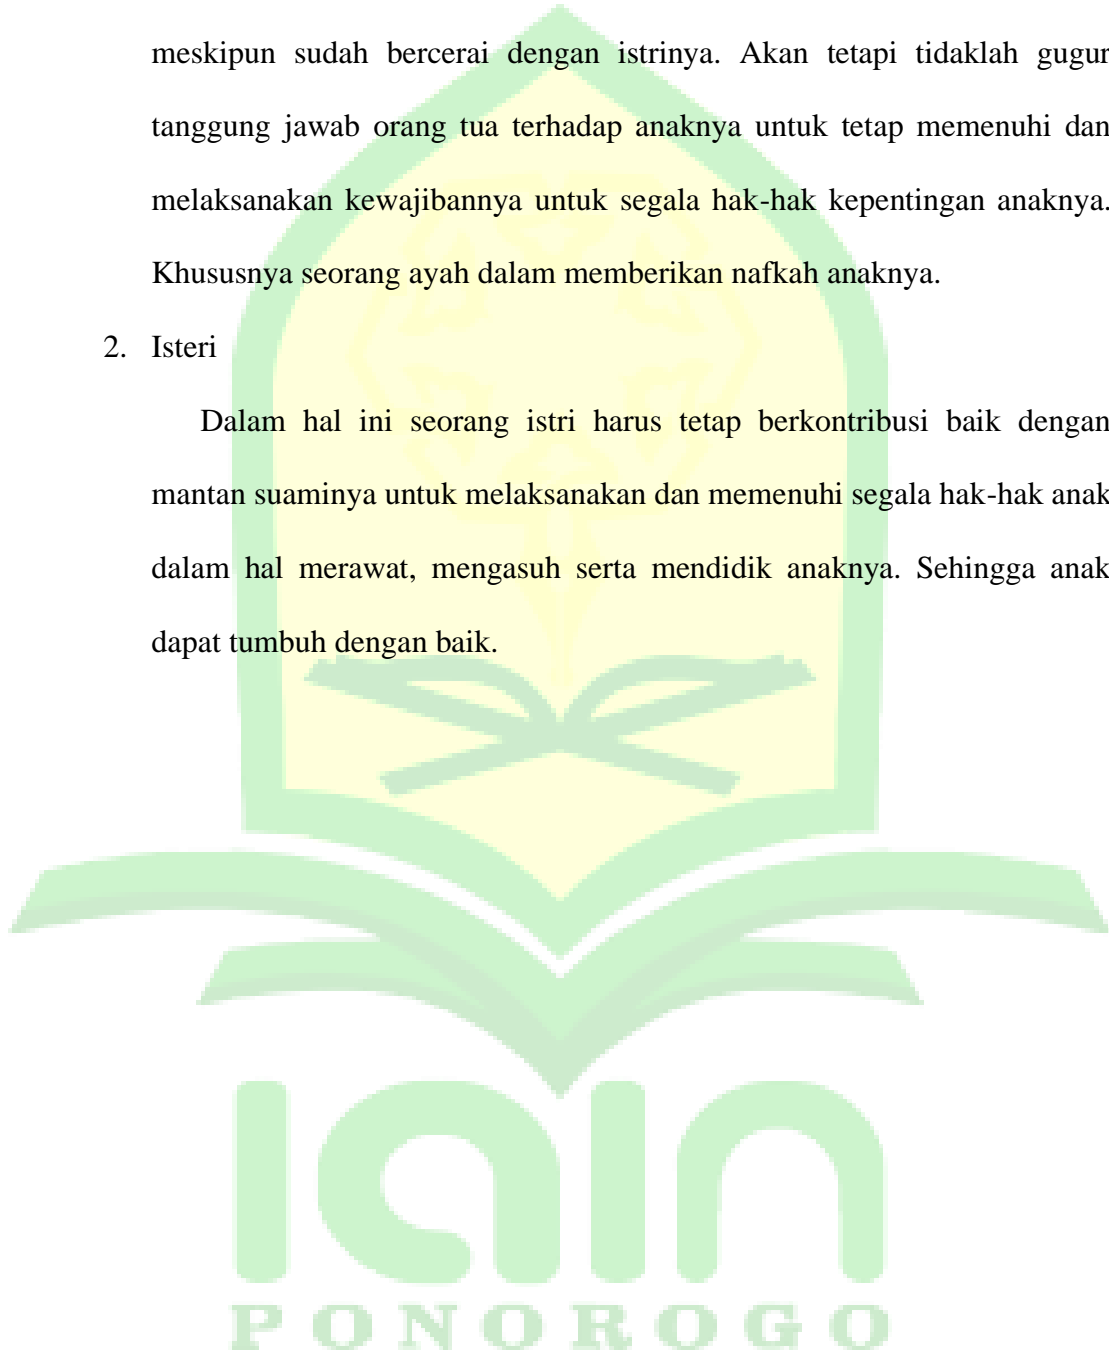 meskipun sudah bercerai dengan istrinya. Akan tetapi tidaklah gugur
tanggung jawab orang tua terhadap anaknya untuk tetap memenuhi dan
melaksanakan kewajibannya untuk segala hak-hak kepentingan anaknya.
Khususnya seorang ayah dalam memberikan nafkah anaknya.
2. Isteri
Dalam hal ini seorang istri harus tetap berkontribusi baik dengan
mantan suaminya untuk melaksanakan dan memenuhi segala hak-hak anak
dalam hal merawat, mengasuh serta mendidik anaknya. Sehingga anak
dapat tumbuh dengan baik.
iain
PONOROGO